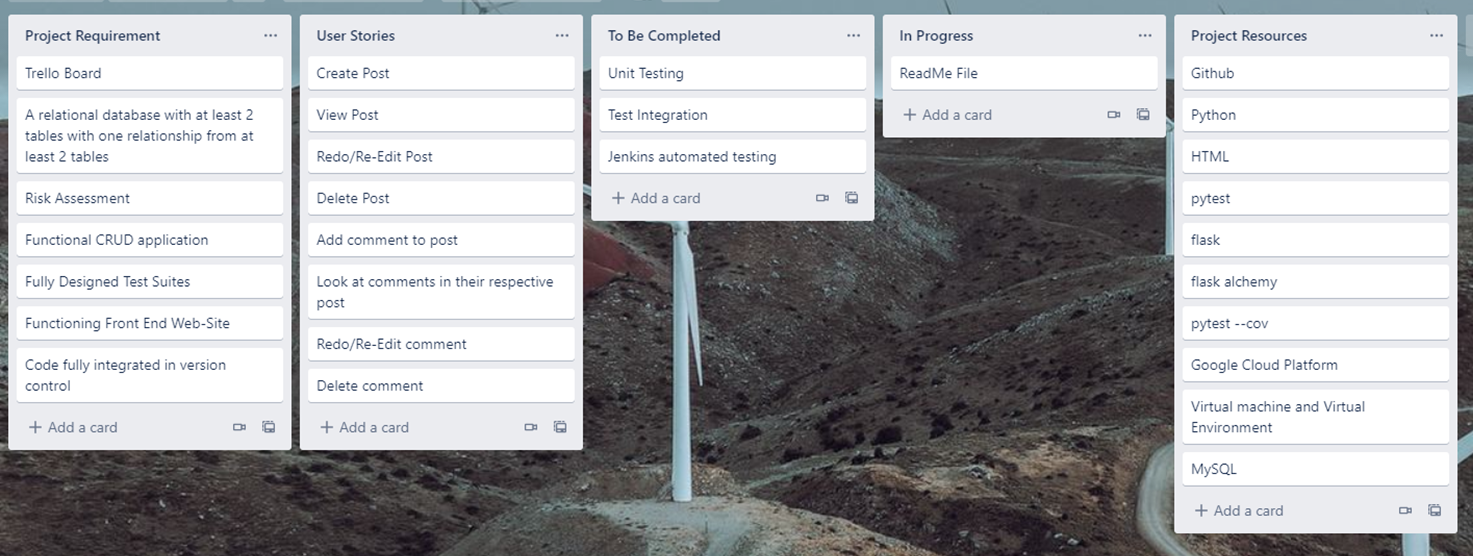 Project Requirement
Trello Board
A relational database with at least 2
tables with one relationship from at
least 2 tables
Risk Assessment
Functional CRUD application
Fully Designed Test Suites
Functioning Front End Web-Site
Code fully integrated in version
control
Add a card
User Stories
Create Post
View Post
Redo/Re-Edit Post
Delete Post
Add comment to post
Look at comments in their respective
post
Redo/Re-Edit comment
Delete comment
Add a card
To Be Completed
Unit Testing
Test Integration
Jenkins automated testing
Add a card
In Progress
ReadMe File
Add a card
Project Resources
Github
Python
HTML
pytest
flask
flask alchemy
pytest --cov
Google Cloud Platform
Virtual machine and Virtual
Environment
MySQL
Add a card